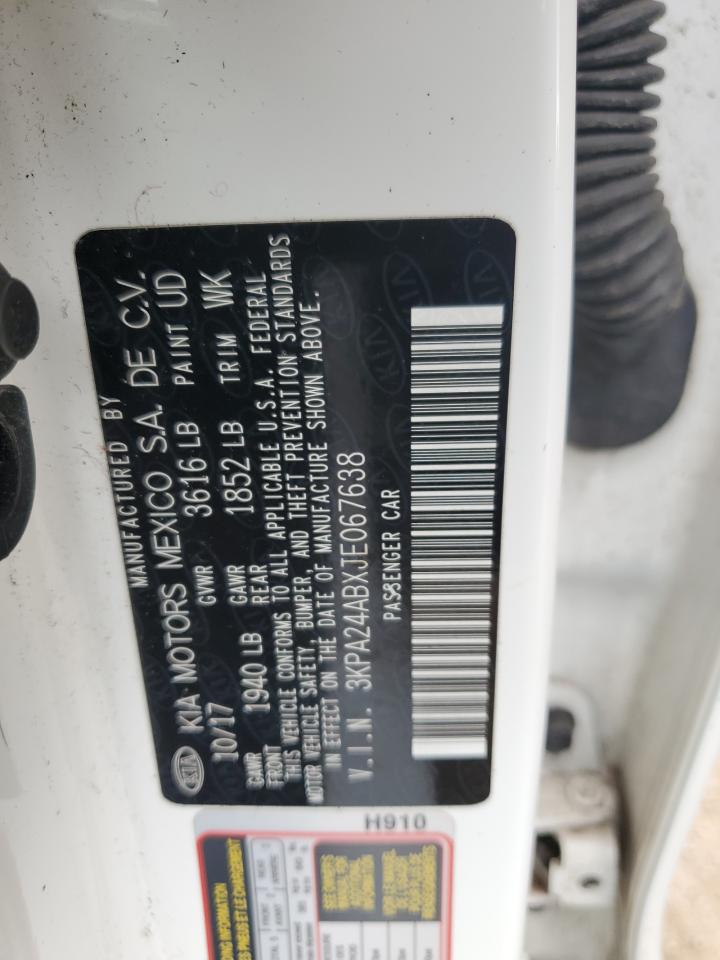 MANUFACTURED BY
KIA KIA MOTORS MEXICO S.A. DE C.V.
10/17 GVWR 3616 LB PAINT UD
GAWR FRONT 1940 LB GAWR REAR 1852 LB TRIM WK
THIS VEHICLE CONFORMS TO ALL APPLICABLE U.S.A. FEDERAL
MOTOR VEHICLE SAFETY, BUMPER, AND THEFT PREVENTION STANDARDS
IN EFFECT ON THE DATE OF MANUFACTURE SHOWN ABOVE.
V.I.N. 3KPA24ABXJE067638
PASSENGER CAR
H910